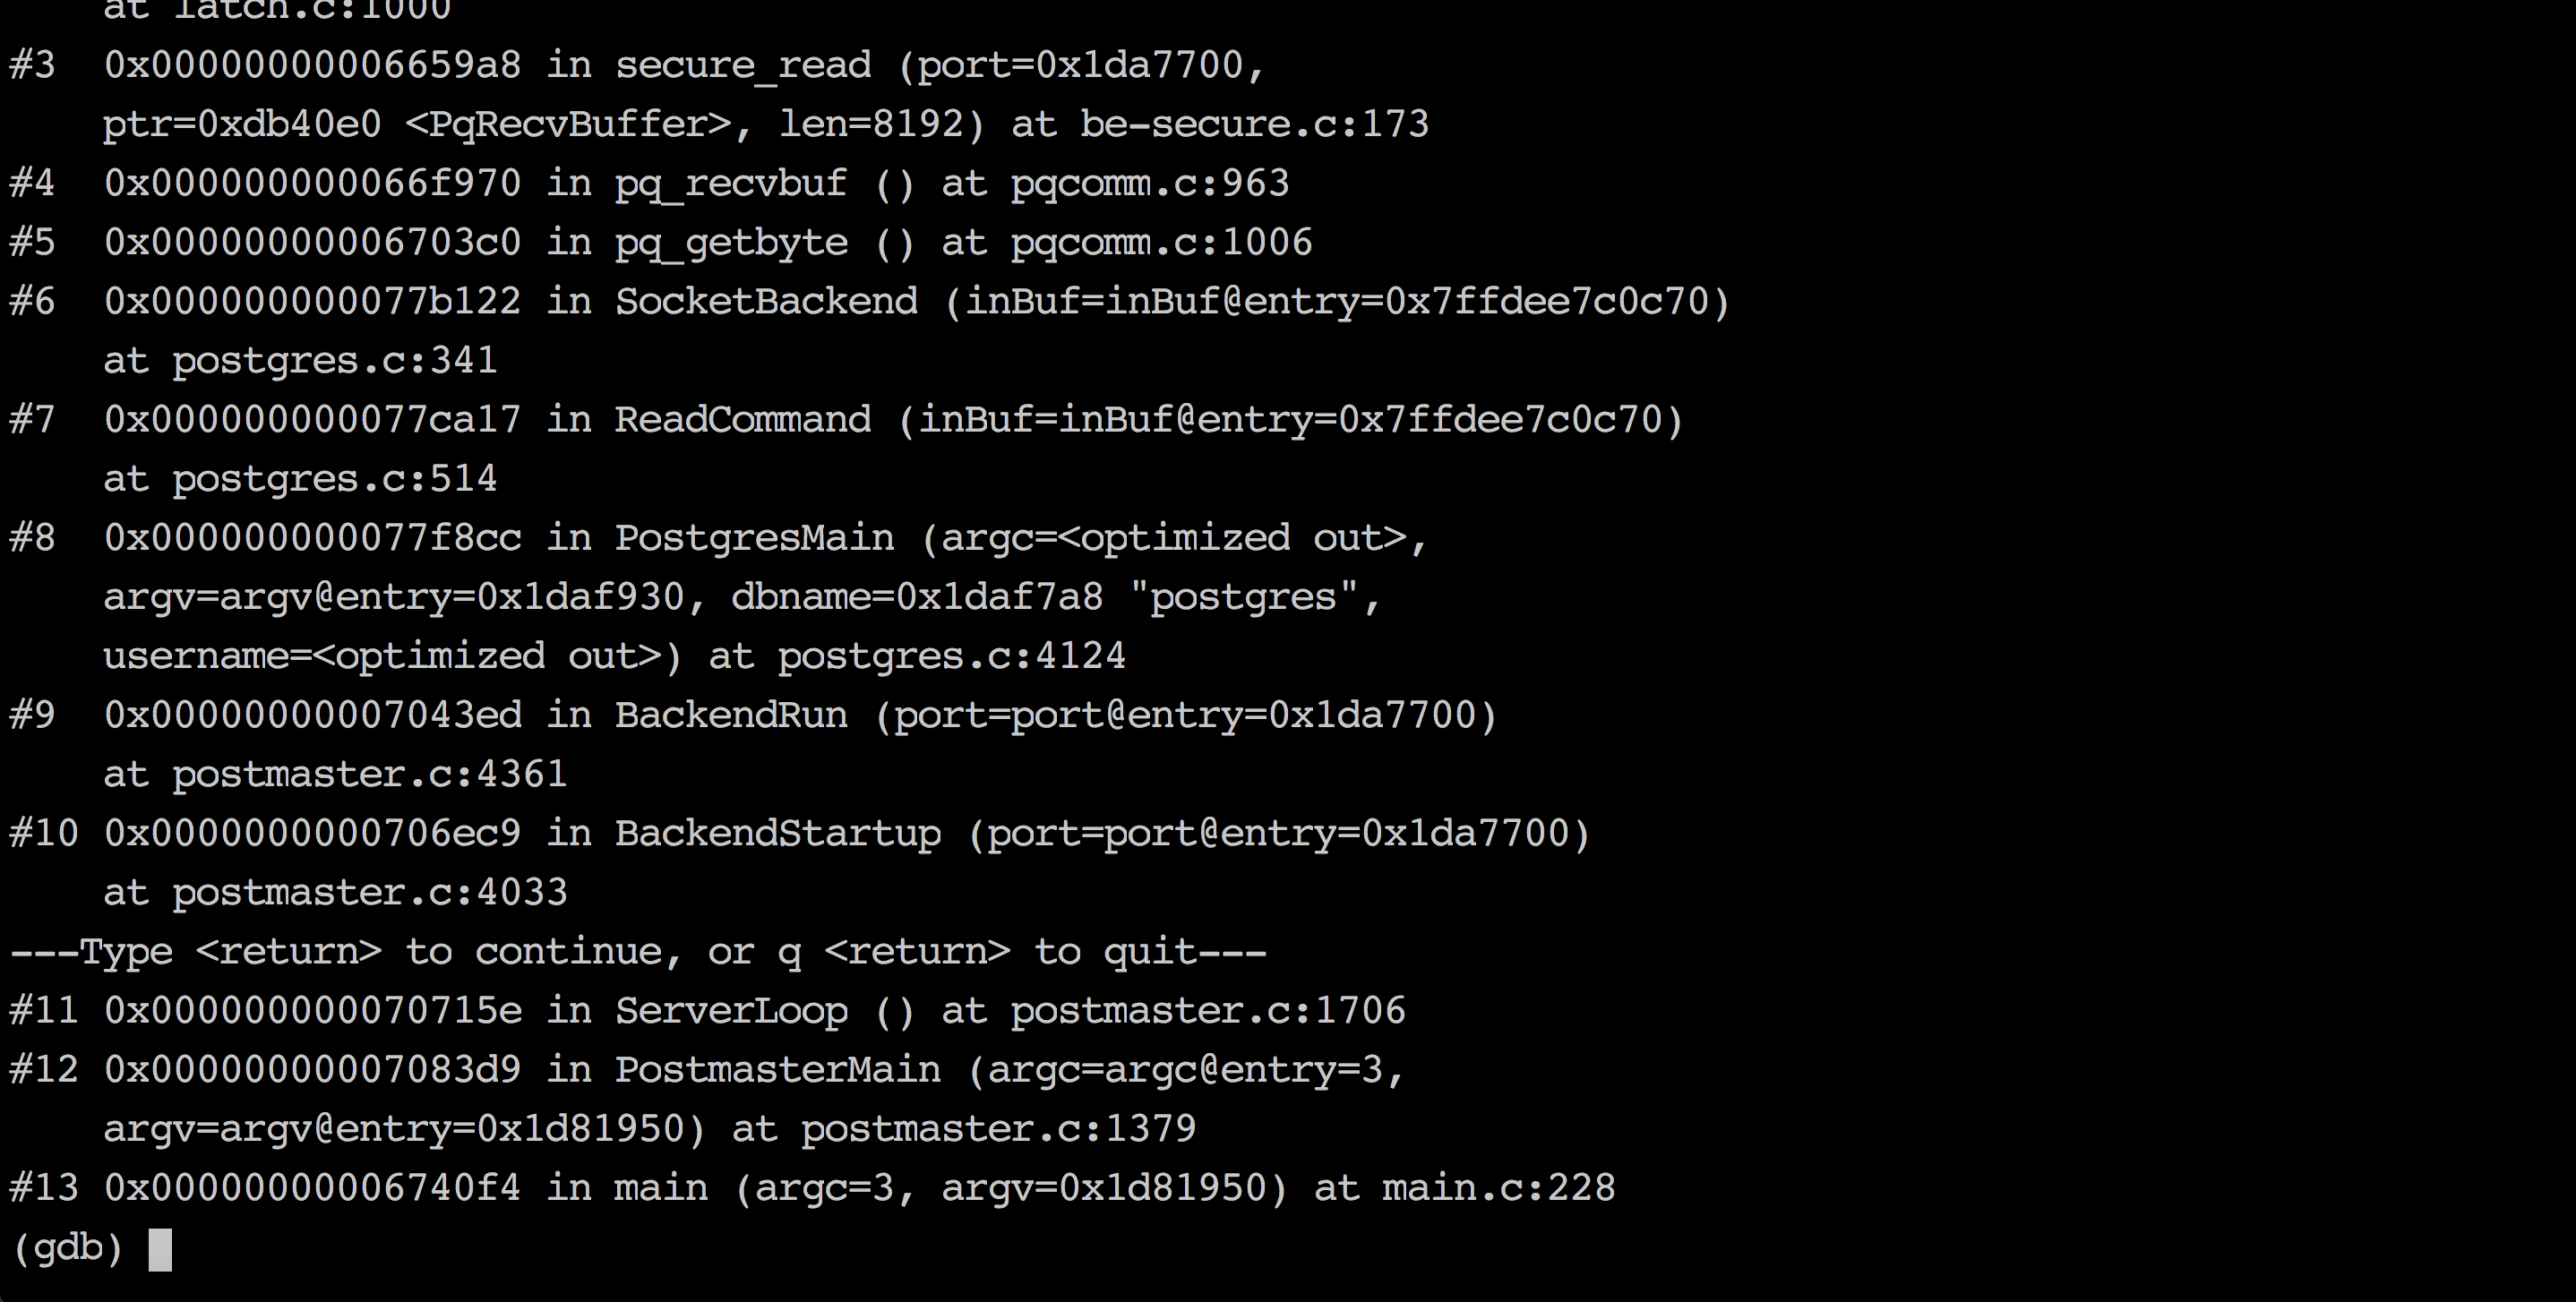 at latch.c:1000
#3  0x00000000006659a8 in secure_read (port=0x1da7700,
    ptr=0xdb40e0 <PqRecvBuffer>, len=8192) at be-secure.c:173
#4  0x000000000066f970 in pq_recvbuf () at pqcomm.c:963
#5  0x00000000006703c0 in pq_getbyte () at pqcomm.c:1006
#6  0x000000000077b122 in SocketBackend (inBuf=inBuf@entry=0x7ffdee7c0c70)
    at postgres.c:341
#7  0x000000000077ca17 in ReadCommand (inBuf=inBuf@entry=0x7ffdee7c0c70)
    at postgres.c:514
#8  0x000000000077f8cc in PostgresMain (argc=<optimized out>,
    argv=argv@entry=0x1daf930, dbname=0x1daf7a8 "postgres",
    username=<optimized out>) at postgres.c:4124
#9  0x00000000007043ed in BackendRun (port=port@entry=0x1da7700)
    at postmaster.c:4361
#10 0x0000000000706ec9 in BackendStartup (port=port@entry=0x1da7700)
    at postmaster.c:4033
---Type <return> to continue, or q <return> to quit---
#11 0x000000000070715e in ServerLoop () at postmaster.c:1706
#12 0x00000000007083d9 in PostmasterMain (argc=argc@entry=3,
    argv=argv@entry=0x1d81950) at postmaster.c:1379
#13 0x00000000006740f4 in main (argc=3, argv=0x1d81950) at main.c:228
(gdb)